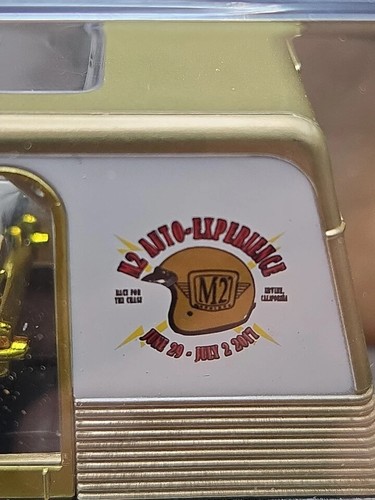 M2 AUTO-EXPERIENCE
RACE FOR
THE CHASE
M2
IRVINE,
CALIFORNIA
JUNE 29 - JULY 2 2017